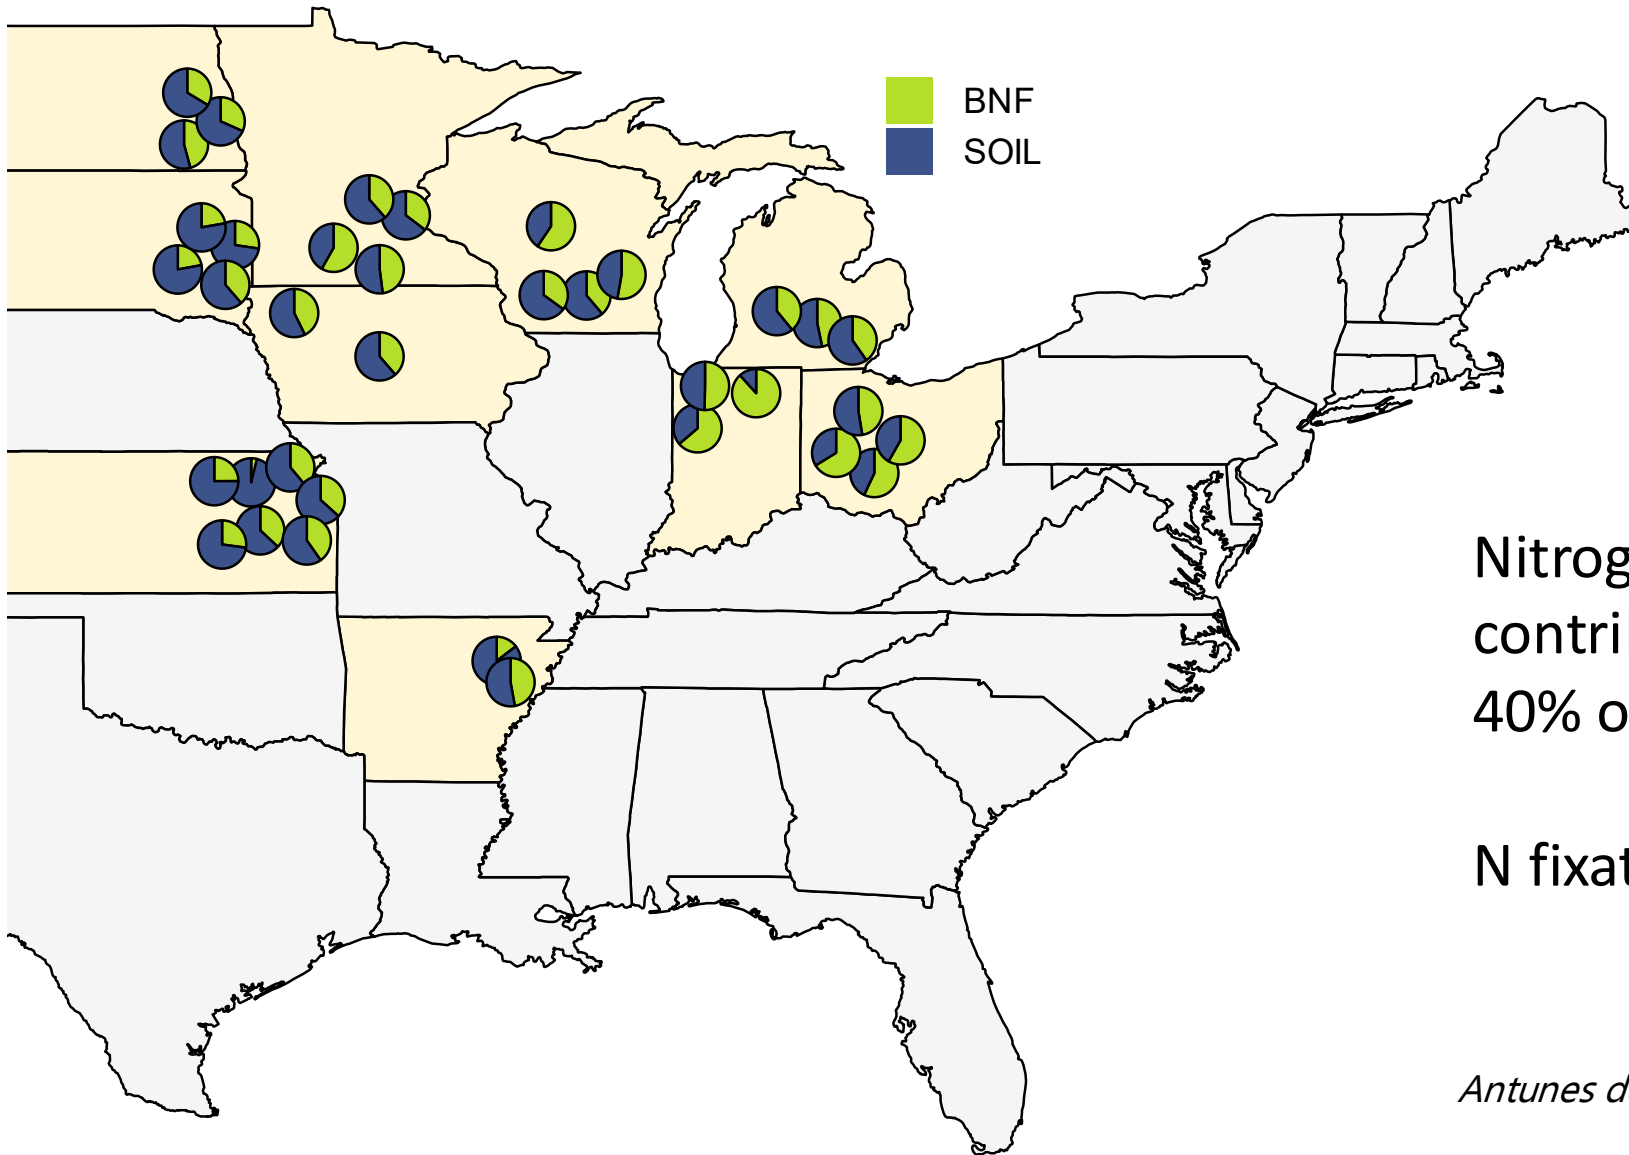 BNF
SOIL
Nitrog
contri
40% o
N fixat
Antunes d